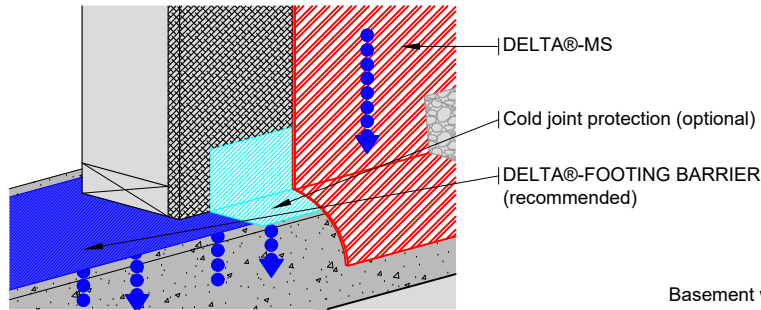 DELTA®-MS
Cold joint protection (optional)
DELTA®-FOOTING BARRIER
(recommended)
Basement